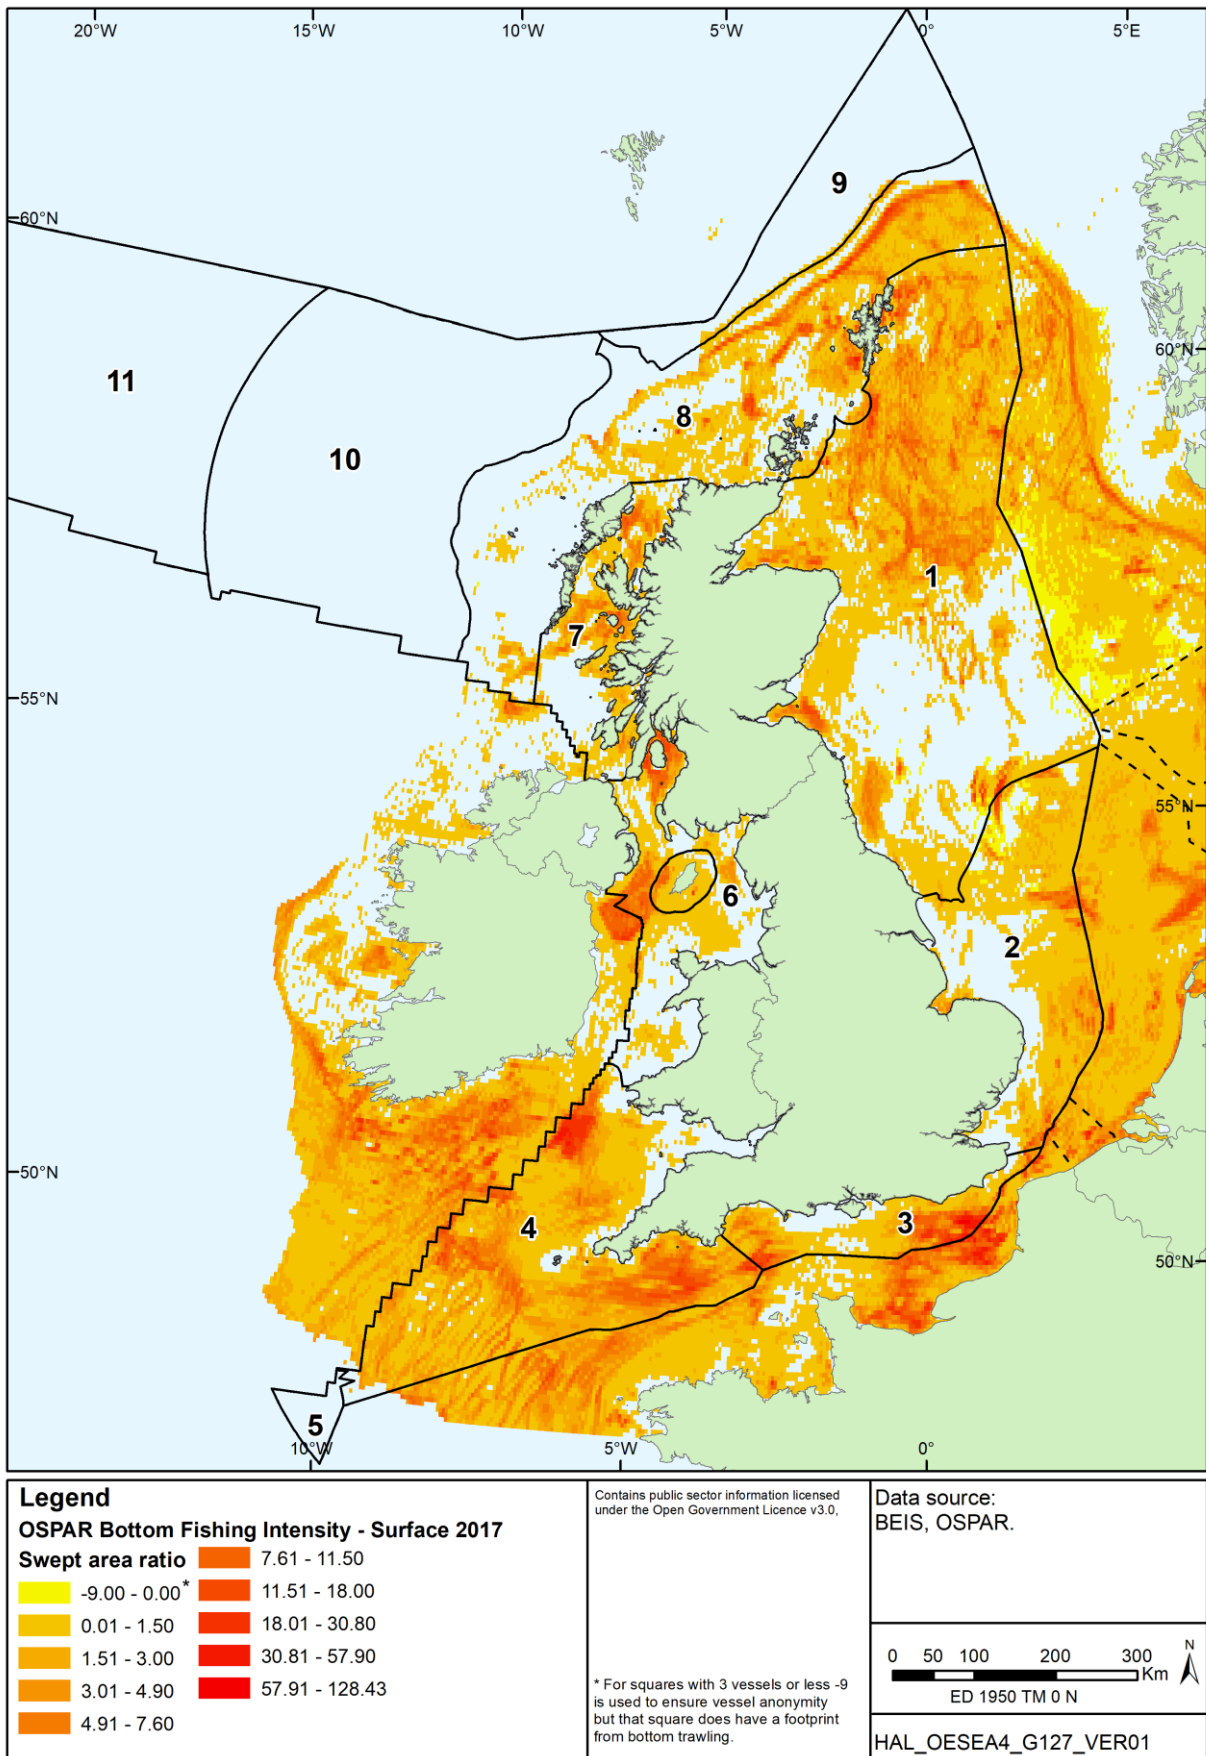 20°W 15°W 10°W 5°W 0° 5°E
9
60°N
60°N
11
8
10
1
7
55°N
55°N
6
2
50°N
3
4
50°N
5
10°W 5°W 0°
Legend
OSPAR Bottom Fishing Intensity - Surface 2017
Swept area ratio
-9.00 - 0.00*
0.01 - 1.50
1.51 - 3.00
3.01 - 4.90
4.91 - 7.60
7.61 - 11.50
11.51 - 18.00
18.01 - 30.80
30.81 - 57.90
57.91 - 128.43
Contains public sector information licensed
under the Open Government Licence v3.0,
* For squares with 3 vessels or less -9
is used to ensure vessel anonymity
but that square does have a footprint
from bottom trawling.
Data source:
BEIS, OSPAR.
0 50 100 200 300
Km
N
ED 1950 TM 0 N
HAL_OESEA4_G127_VER01